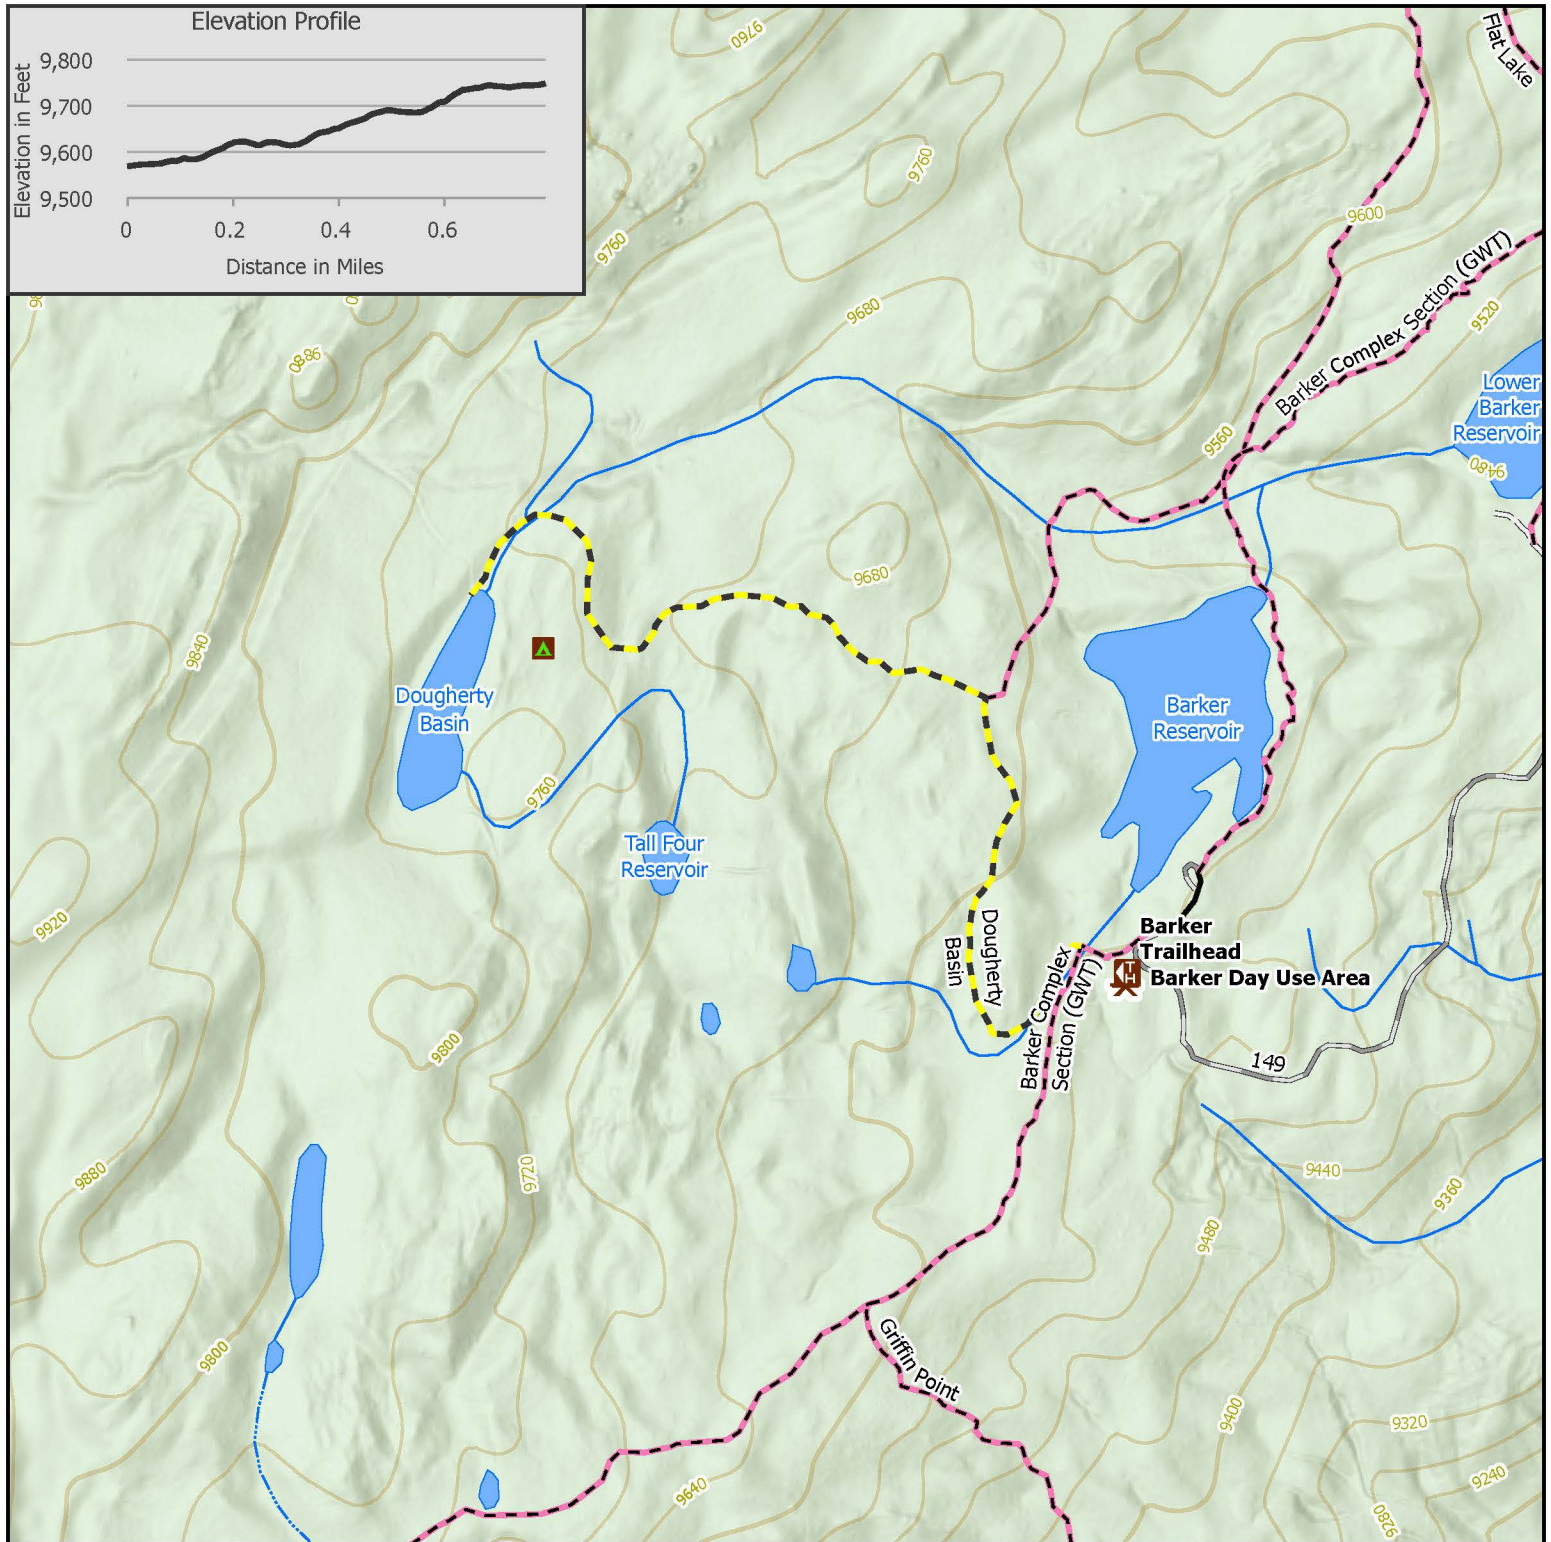 Elevation Profile
Elevation in Feet
9,800
9,700
9,600
9,500
0
0.2
0.4
0.6
Distance in Miles
9760
Flat Lake
9760
9760
9600
Barker Complex Section (GWT)
9520
9680
9880
Lower
Barker
Reservoir
9560
9480
9680
9840
Dougherty
Basin
Barker
Reservoir
9760
Tall Four
Reservoir
9920
Dougherty
Basin
Barker
Trailhead
Barker Day Use Area
TH
Barker Complex
Section (GWT)
9800
149
9880
9720
9440
9360
9480
9800
Griffin Point
9400
9320
9640
9240
9280